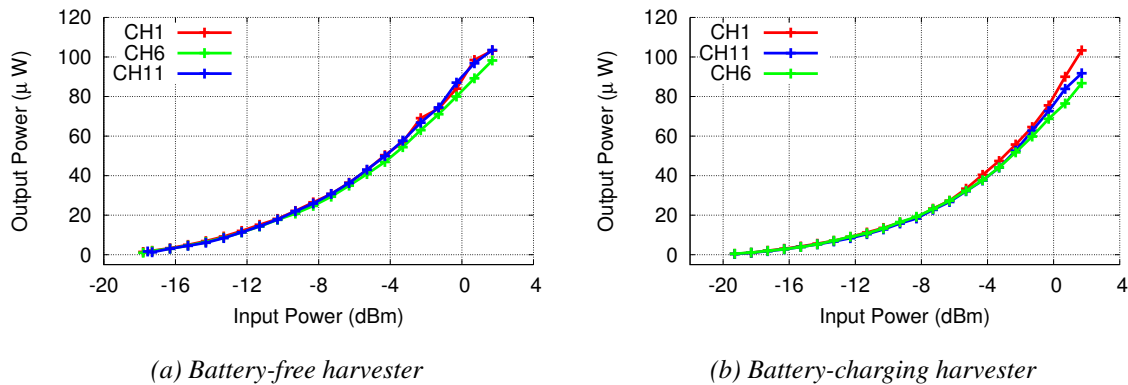 Output Power (μ W)
120
100
80
60
40
20
0
CH1
CH6
CH11
-20 -16 -12 -8 -4 0 4
Input Power (dBm)
(a) Battery-free harvester
Output Power (μ W)
120
100
80
60
40
20
0
CH1
CH11
CH6
-20 -16 -12 -8 -4 0 4
Input Power (dBm)
(b) Battery-charging harvester